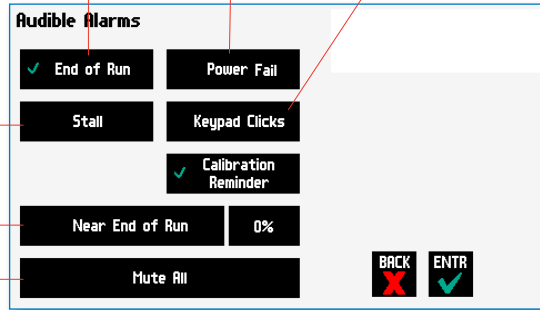 Audible Alarms
End of Run
Power Fail
Stall
Keypad Clicks
Calibration
Reminder
Near End of Run
0%
Mute All
BACK
ENTR